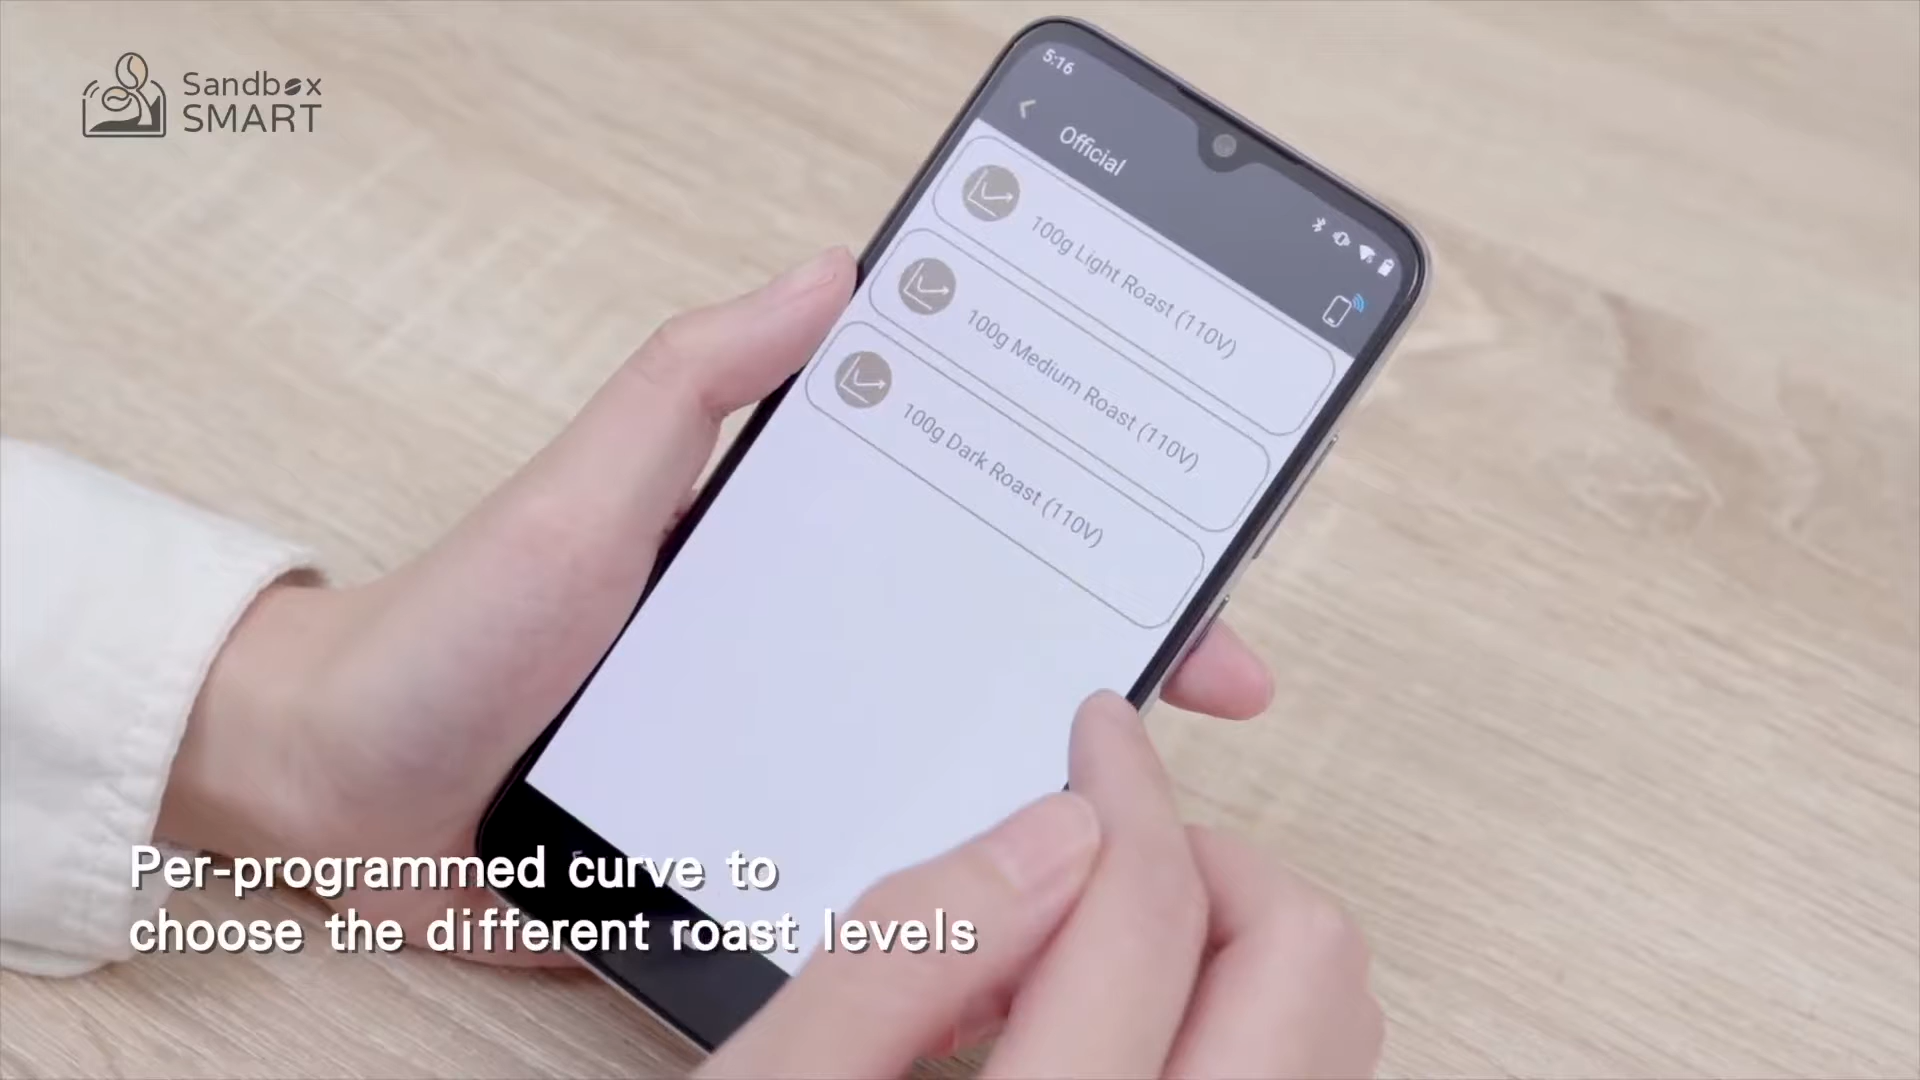 Sandbox
SMART
5:16
Official
100g Light Roast (110V)
100g Medium Roast (110V)
100g Dark Roast (110V)
Per-programmed curve to
choose the different roast levels